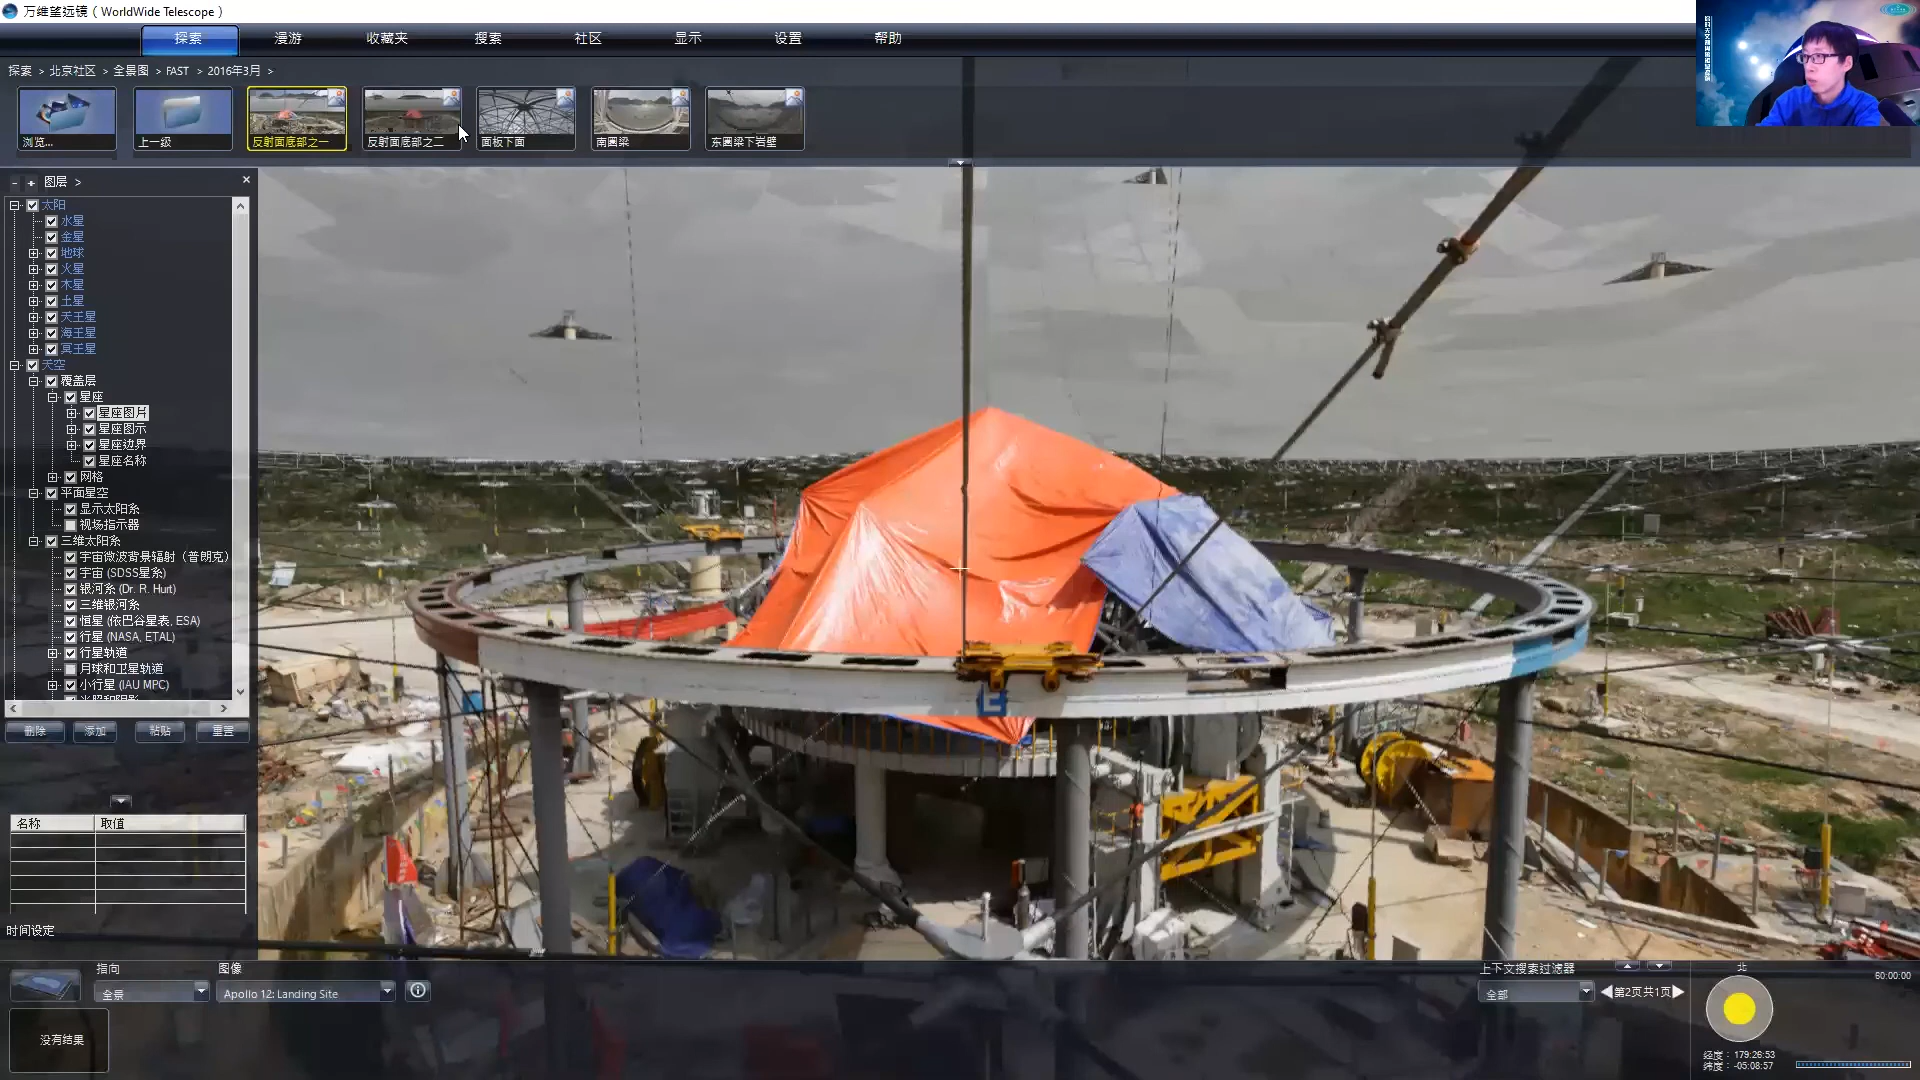 万维望远镜（WorldWide Telescope）
探索
漫游
收藏夹
搜索
社区
显示
设置
帮助
探索 > 北京社区 > 全景图 > FAST > 2016年3月 >
浏览...
上一级
反射面底部之一
反射面底部之二
面板下面
南圈梁
东圈梁下岩壁
- + 图层 >
太阳
水星
金星
地球
火星
木星
土星
天王星
海王星
冥王星
天空
覆盖层
星座
星座图片
星座图示
星座边界
星座名称
网格
平面星空
显示太阳系
视场指示器
三维太阳系
宇宙微波背景辐射（普朗克）
宇宙 (SDSS星系)
银河系 (Dr. R. Hurt)
三维银河系
恒星 (依巴谷星表, ESA)
行星 (NASA, ETAL)
行星轨道
月球和卫星轨道
小行星 (IAU MPC)
删除
添加
粘贴
重置
名称
取值
时间设定
指向
图像
全景
Apollo 12: Landing Site
没有结果
上下文搜索过滤器
全部
第2页共1页
北
60:00:00
经度： 179:26:53
纬度： -05:08:57